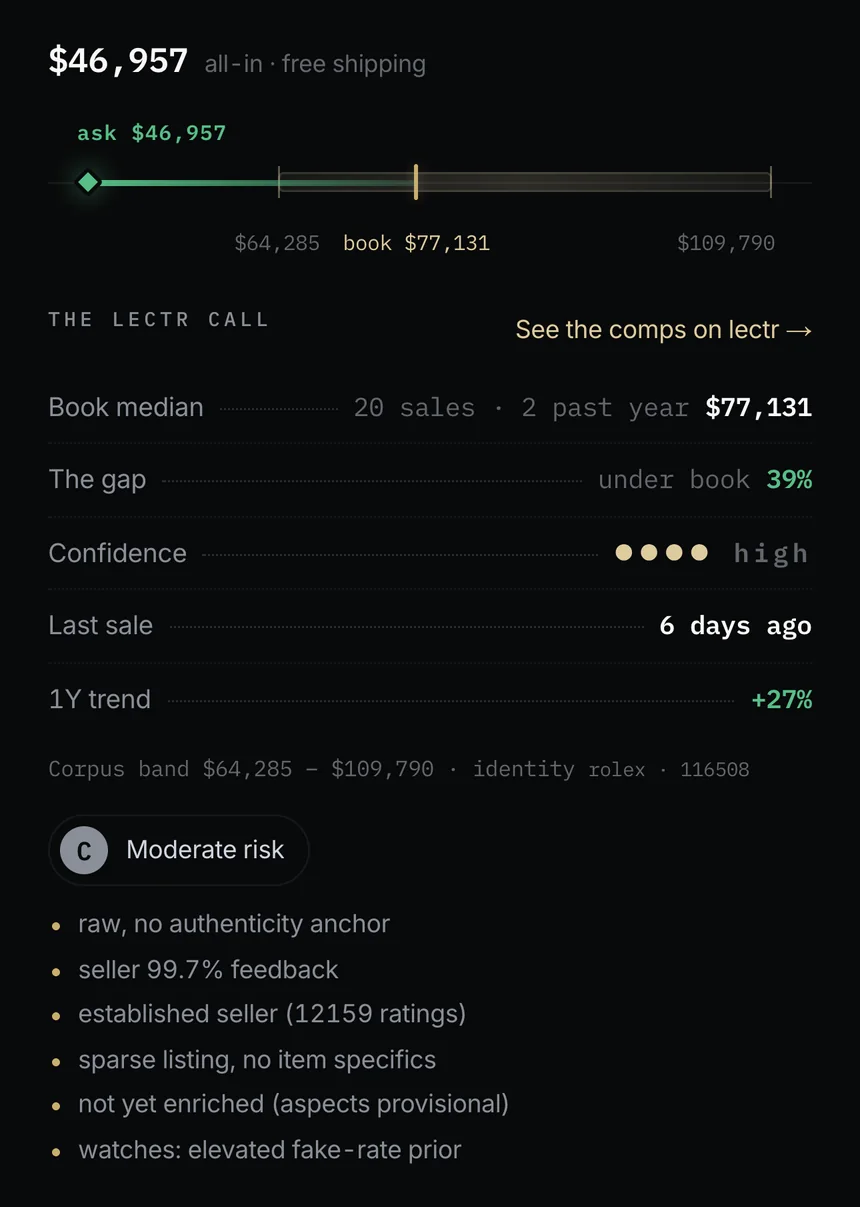 $46,957 all-in · free shipping
ask $46,957
$64,285 book $77,131 $109,790
THE LECTR CALL
See the comps on lectr →
Book median 20 sales · 2 past year $77,131
The gap under book 39%
Confidence high
Last sale 6 days ago
1Y trend +27%
Corpus band $64,285 – $109,790 · identity rolex · 116508
C Moderate risk
• raw, no authenticity anchor
• seller 99.7% feedback
• established seller (12159 ratings)
• sparse listing, no item specifics
• not yet enriched (aspects provisional)
• watches: elevated fake-rate prior